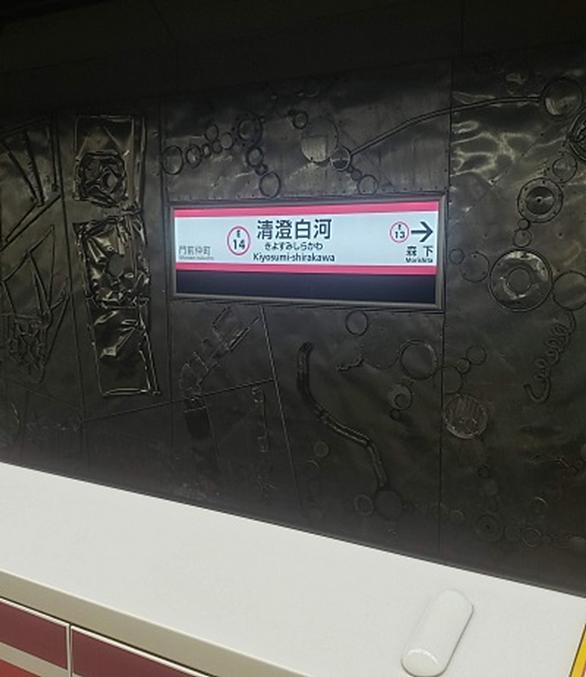 門前仲町
E
14
清澄白河
きよすみしらかわ
Kiyosumi-shirakawa
E
13
森下
Morishita